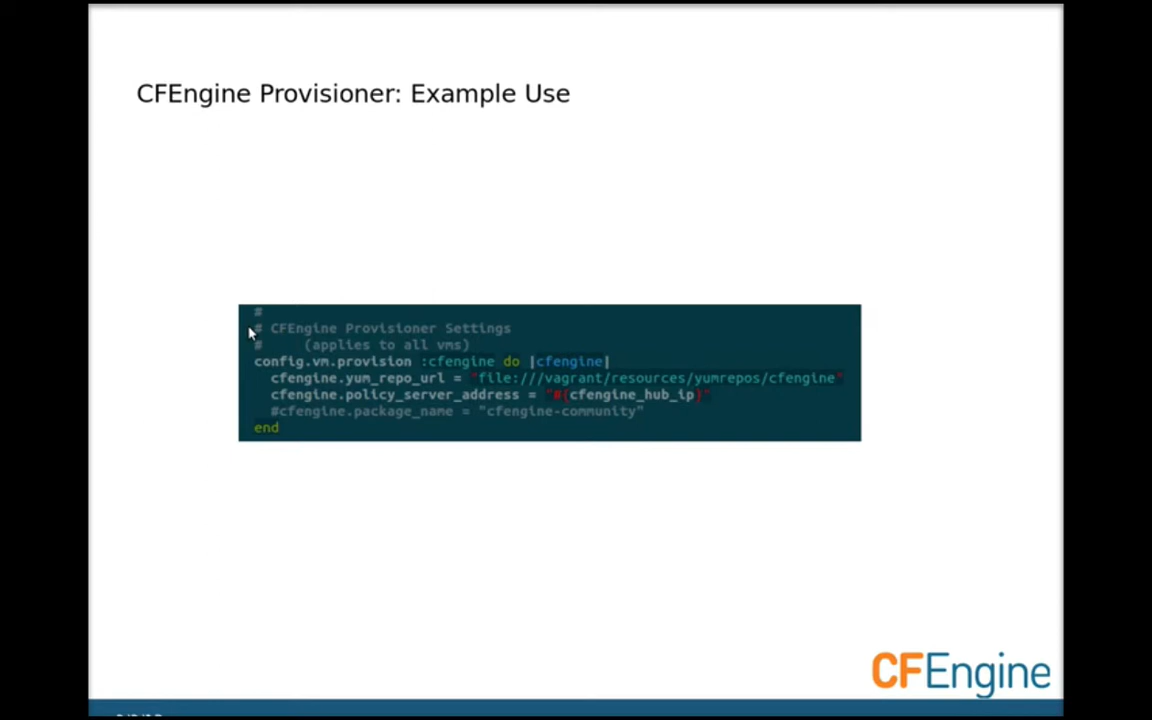 CFEngine Provisioner: Example Use
#
# CFEngine Provisioner Settings
#     (applies to all vms)
config.vm.provision :cfengine do |cfengine|
  cfengine.yum_repo_url = "file:///vagrant/resources/yumrepos/cfengine"
  cfengine.policy_server_address = "#{cfengine_hub_ip}"
  #cfengine.package_name = "cfengine-community"
end
CFEngine